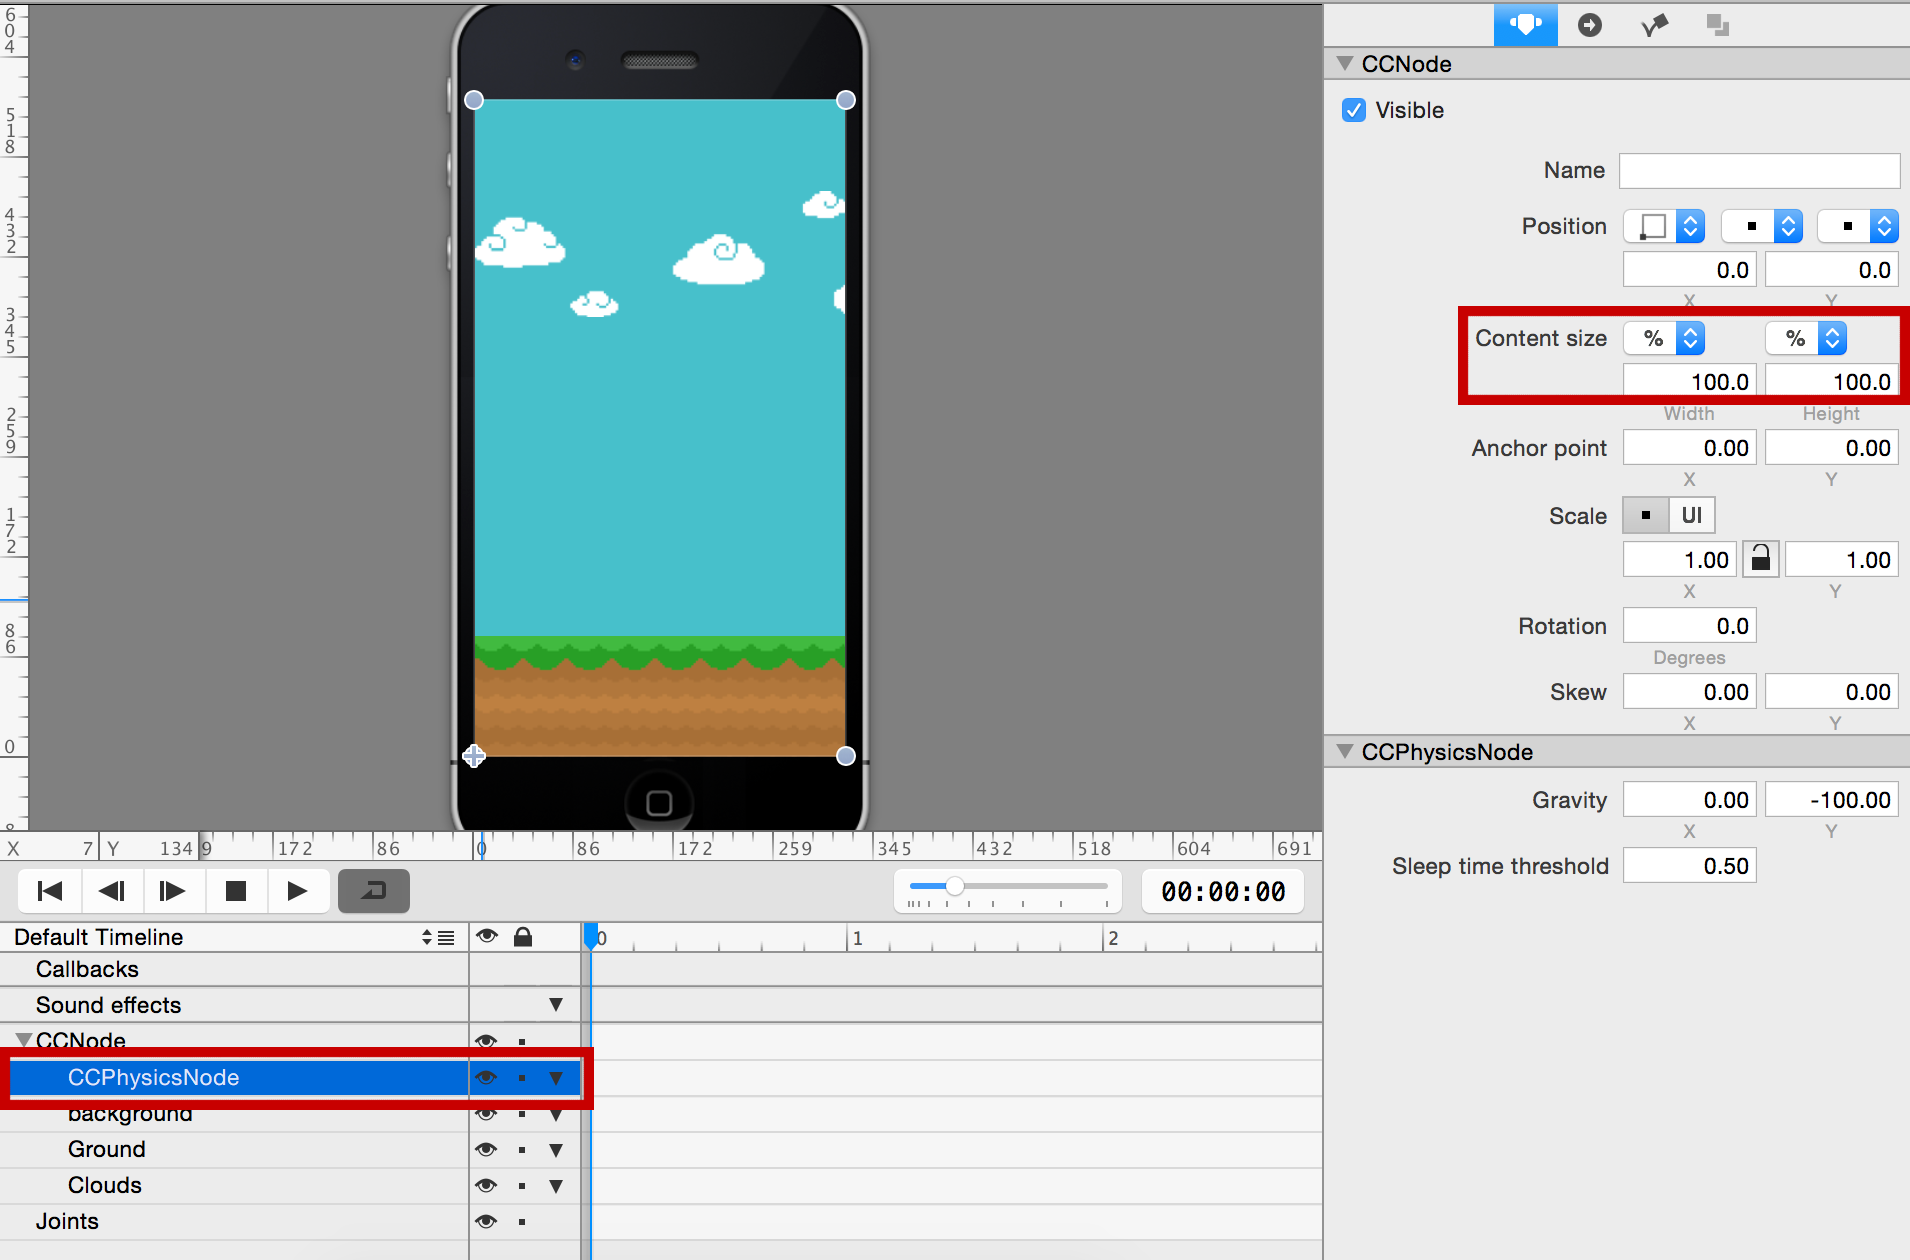 CCNode
Visible
Name
Position
0.0 0.0
X Y
Content size % %
100.0 100.0
Width Height
Anchor point 0.00 0.00
X Y
Scale UI
1.00 1.00
X Y
Rotation 0.0
Degrees
Skew 0.00 0.00
X Y
CCPhysicsNode
Gravity 0.00 -100.00
X Y
Sleep time threshold 0.50
604
518
432
345
259
172
86
0
X 7 Y 134 9 172 86 0 86 172 259 345 432 518 604 691
00:00:00
Default Timeline 0 1 2
Callbacks
Sound effects
CCNode
CCPhysicsNode
background
Ground
Clouds
Joints